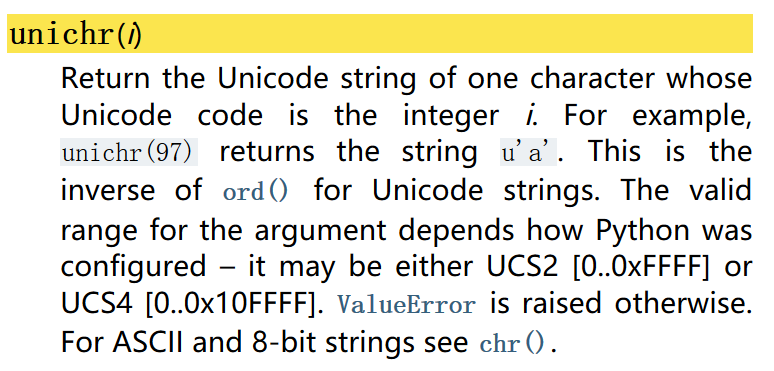 unichr(i)
Return the Unicode string of one character whose
Unicode code is the integer i. For example,
unichr(97) returns the string u'a'. This is the
inverse of ord() for Unicode strings. The valid
range for the argument depends how Python was
configured – it may be either UCS2 [0..0xFFFF] or
UCS4 [0..0x10FFFF]. ValueError is raised otherwise.
For ASCII and 8-bit strings see chr().